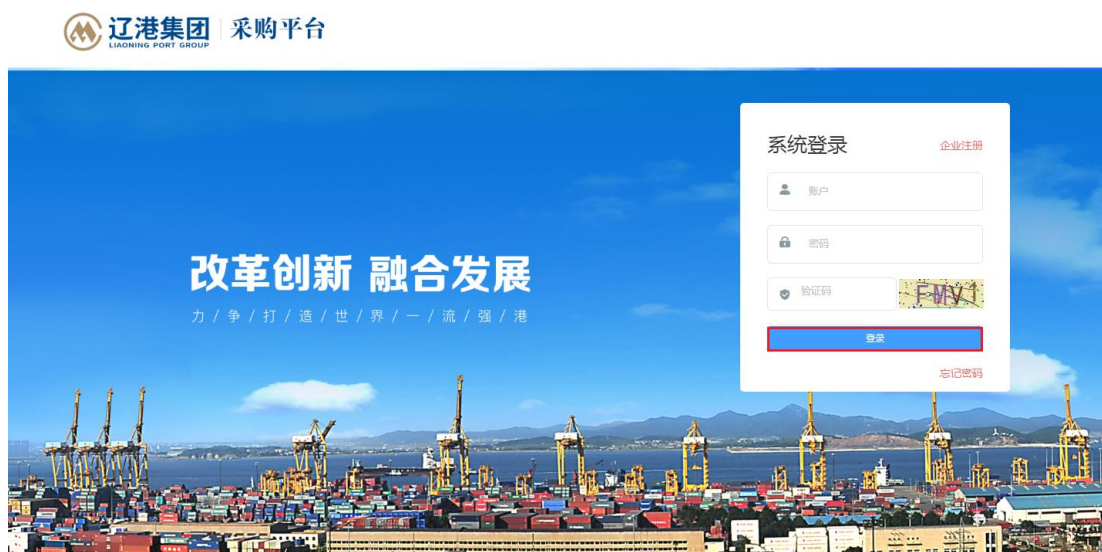 辽港集团 采购平台
LIAONING PORT GROUP
系统登录 企业注册
账户
密码
改革创新 融合发展
验证码
力/争/打/造/世/界/一/流/强/港
登录
忘记密码